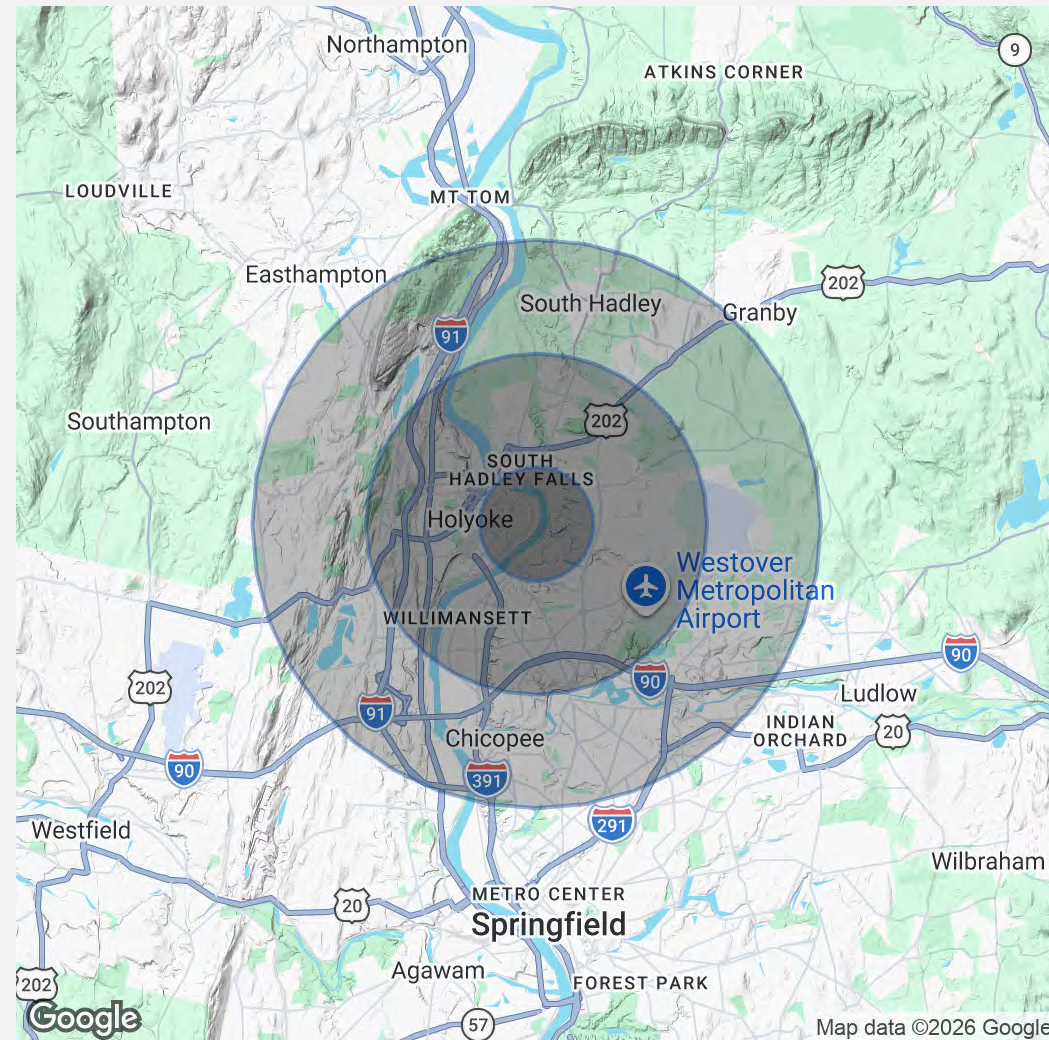 Northampton
9
ATKINS CORNER
LOUDVILLE
MT TOM
Easthampton
202
South Hadley
Granby
91
Southampton
202
SOUTH
HADLEY FALLS
Holyoke
Westover
Metropolitan
Airport
WILLIMANSETT
90
202
90
Ludlow
91
INDIAN
ORCHARD
20
Chicopee
90
391
291
Westfield
Wilbraham
METRO CENTER
20
Springfield
Agawam
FOREST PARK
202
Google
57
Map data ©2026 Google